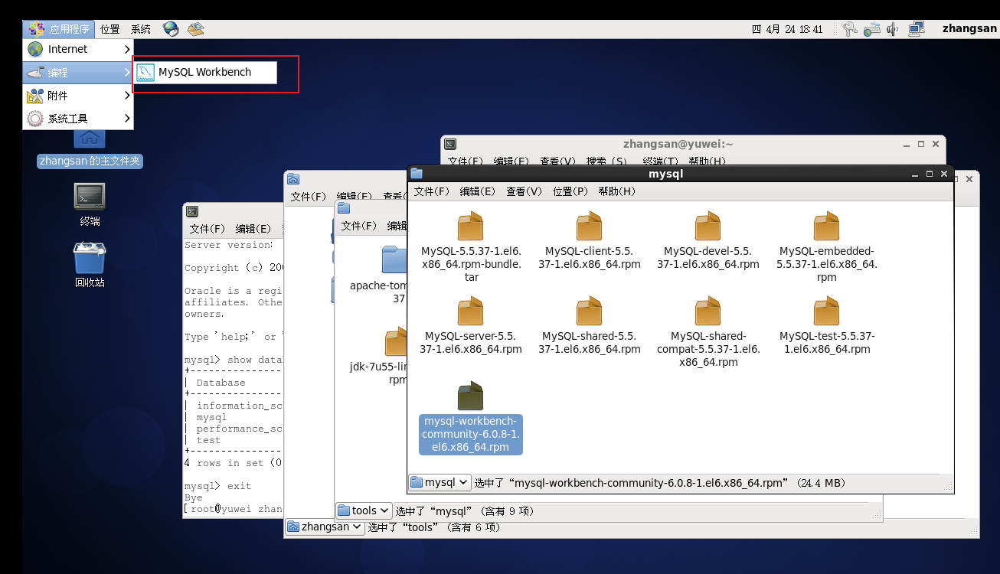 应用程序 位置 系统
四 4月 24 18:41
zhangsan
Internet
编程
MySQL Workbench
附件
系统工具
zhangsan 的主文件夹
终端
回收站
zhangsan@yuwei:~
文件(F) 编辑(E) 查看(V) 搜索 (S) 终端(T) 帮助(H)
mysql
文件(F) 编辑(E) 查看(V) 位置(P) 帮助(H)
MySQL-5.5.37-1.el6.
x86_64.rpm-bundle.
tar
MySQL-client-5.5.
37-1.el6.x86_64.rpm
MySQL-devel-5.5.
37-1.el6.x86_64.rpm
MySQL-embedded-
5.5.37-1.el6.x86_64.
rpm
MySQL-server-5.5.
37-1.el6.x86_64.rpm
MySQL-shared-5.5.
37-1.el6.x86_64.rpm
MySQL-shared-
compat-5.5.37-1.el6.
x86_64.rpm
MySQL-test-5.5.37-
1.el6.x86_64.rpm
mysql-workbench-
community-6.0.8-1.
el6.x86_64.rpm
mysql 选中了“mysql-workbench-community-6.0.8-1.el6.x86_64.rpm” (24.4 MB)
文件(F) 编辑(E) 查看
文件(F) 编辑
apache-tom
37
jdk-7u55-lin
rpm
tools 选中了“mysql” (含有 9 项)
zhangsan 选中了“tools” (含有 6 项)
文件(F) 编辑(E)
Server version:
Copyright (c) 200
Oracle is a regi
affiliates. Othe
owners.
Type 'help;' or '
mysql> show data
+----------------
| Database
+----------------
| information_sc
| mysql
| performance_sc
| test
+----------------
4 rows in set (0
mysql> exit
Bye
[root@yuwei zhan